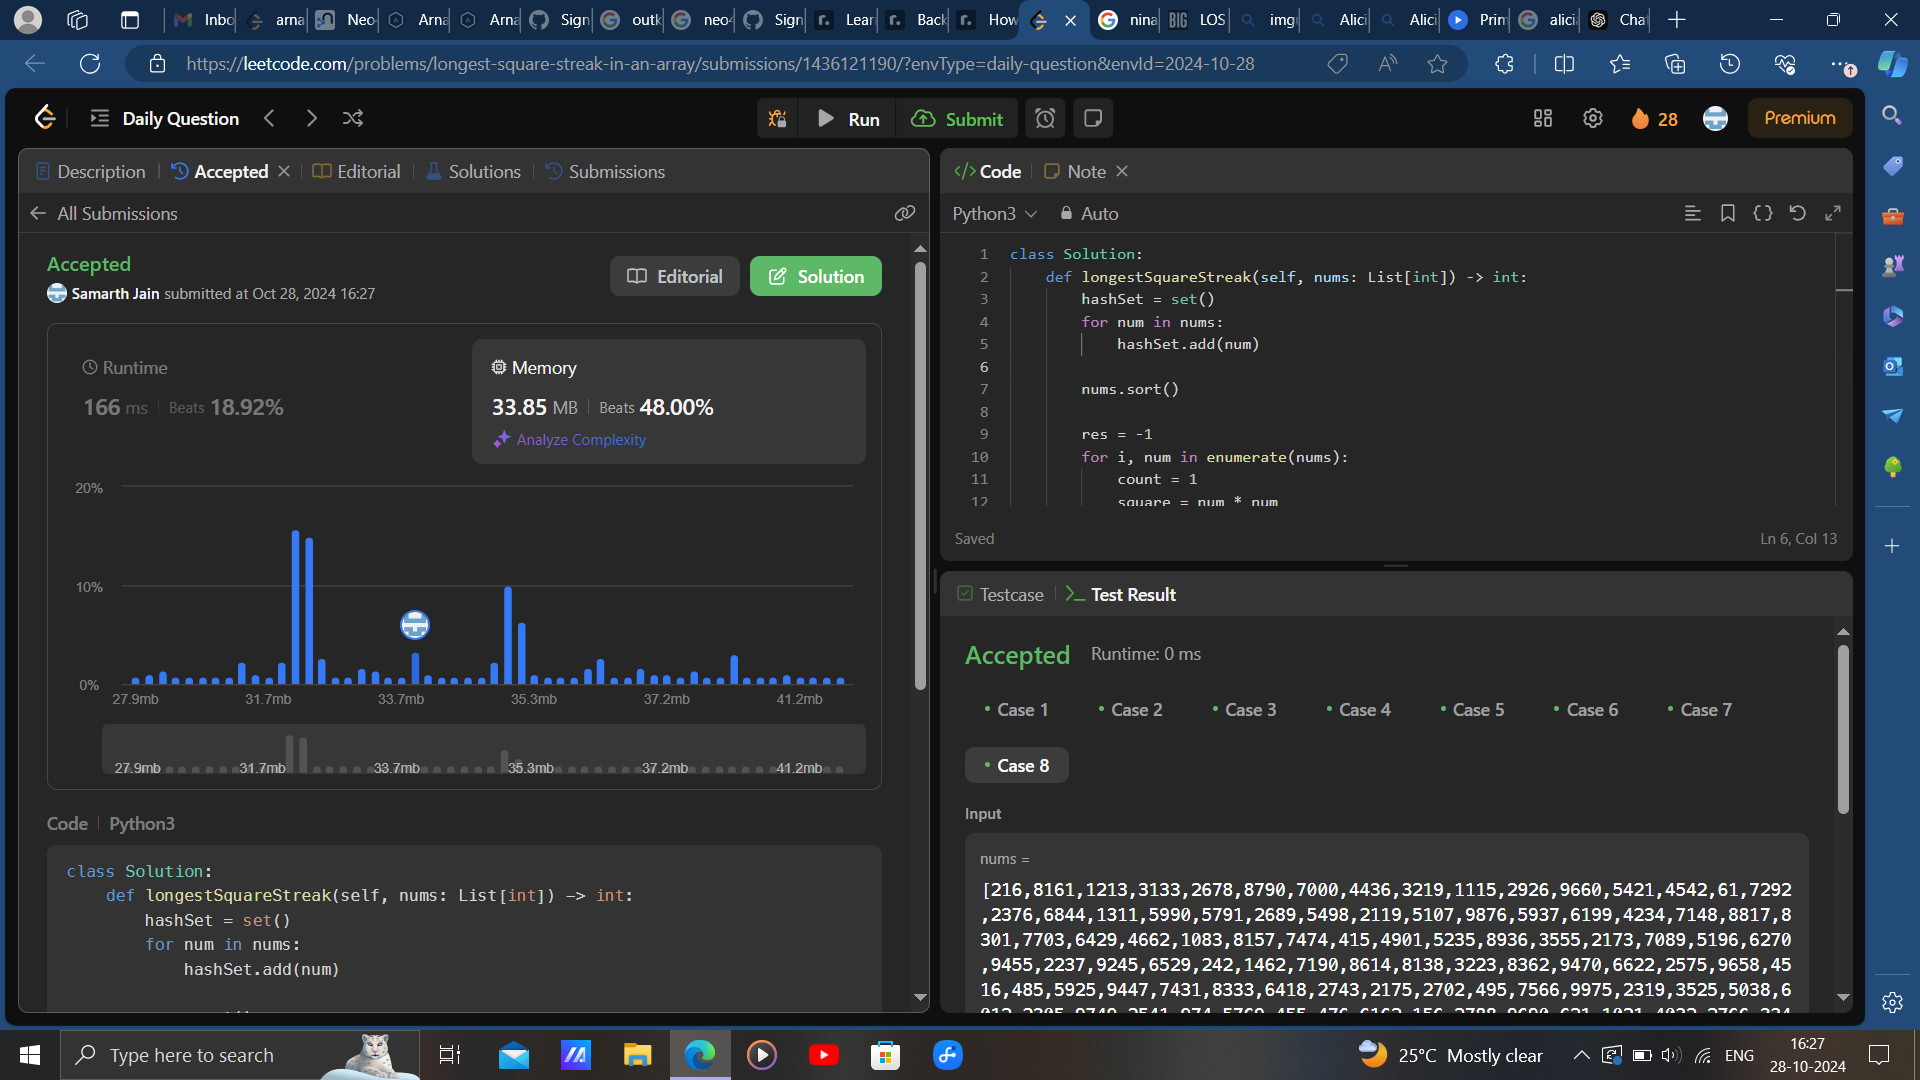 Inbo
arna
Neo
Arna
Arna
Sign
outl
neo4
Sign
Lear
Back
How
nina
BIG LOS
img
Alici
Alici
Prim
alici
Cha
https://leetcode.com/problems/longest-square-streak-in-an-array/submissions/1436121190/?envType=daily-question&envId=2024-10-28
Daily Question
Run
Submit
28
Premium
Description
Accepted
Editorial
Solutions
Submissions
All Submissions
Accepted
Samarth Jain submitted at Oct 28, 2024 16:27
Editorial
Solution
Runtime
166 ms
Beats 18.92%
Memory
33.85 MB
Beats 48.00%
Analyze Complexity
20%
10%
0%
27.9mb 31.7mb 33.7mb 35.3mb 37.2mb 41.2mb
27.9mb 31.7mb 33.7mb 35.3mb 37.2mb 41.2mb
Code
Python3
class Solution:
def longestSquareStreak(self, nums: List[int]) -> int:
hashSet = set()
for num in nums:
hashSet.add(num)
Code
Note
Python3
Auto
1 class Solution:
2 def longestSquareStreak(self, nums: List[int]) -> int:
3 hashSet = set()
4 for num in nums:
5 hashSet.add(num)
6
7 nums.sort()
8
9 res = -1
10 for i, num in enumerate(nums):
11 count = 1
12 square = num * num
Saved
Ln 6, Col 13
Testcase
Test Result
Accepted
Runtime: 0 ms
Case 1
Case 2
Case 3
Case 4
Case 5
Case 6
Case 7
Case 8
Input
nums =
[216,8161,1213,3133,2678,8790,7000,4436,3219,1115,2926,9660,5421,4542,61,7292
,2376,6844,1311,5990,5791,2689,5498,2119,5107,9876,5937,6199,4234,7148,8817,8
301,7703,6429,4662,1083,8157,7474,415,4901,5235,8936,3555,2173,7089,5196,6270
,9455,2237,9245,6529,242,1462,7190,8614,8138,3223,8362,9470,6622,2575,9658,45
16,485,5925,9447,7431,8333,6418,2743,2175,2702,495,7566,9975,2319,3525,5038,6
Type here to search
25°C Mostly clear
ENG
16:27
28-10-2024